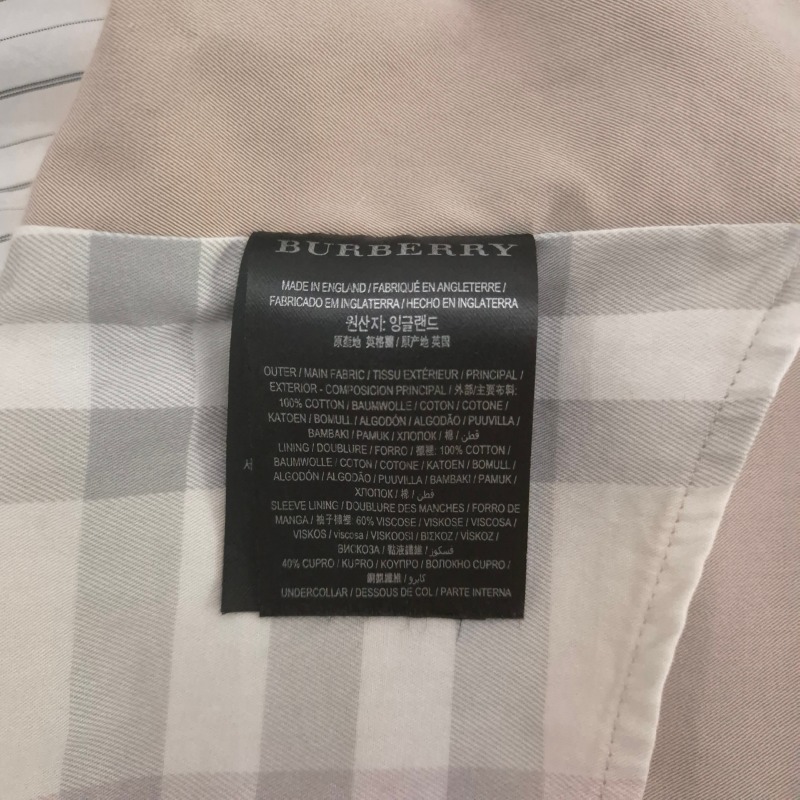 BURBERRY
MADE IN ENGLAND / FABRIQUÉ EN ANGLETERRE /
FABRICADO EM INGLATERRA / HECHO EN INGLATERRA
원산지: 잉글랜드
原産地 英格蘭 / 原产地 英国
OUTER / MAIN FABRIC / TISSU EXTÉRIEUR / PRINCIPAL /
EXTERIOR - COMPOSICIÓN PRINCIPAL / 外部/主要布料:
100% COTTON / BAUMWOLLE / COTON / COTONE /
KATOEN / BOMULL / ALGODÓN / ALGODÃO / PUUVILLA /
BAMBAKI / PAMUK / ХЛОПОК / 棉 / قطن /
LINING / DOUBLURE / FORRO / 襯裡: 100% COTTON /
BAUMWOLLE / COTON / COTONE / KATOEN / BOMULL /
ALGODÓN / ALGODÃO / PUUVILLA / BAMBAKI / PAMUK /
ХЛОПОК / 棉 / قطن /
SLEEVE LINING / DOUBLURE DES MANCHES / FORRO DE
MANGA / 袖子襯裡: 60% VISCOSE / VISKOSE / VISCOSA /
VISKOS / viscosa / VISKOOSI / ΒΙΣΚΟΖ / VİSKOZ /
ВИСКОЗА / 黏液纖維 / فسكوز /
40% CUPRO / KUPRO / ΚΟΥΠΡΟ / ВОЛОКНО CUPRO /
銅氨纖維 / كابرو /
UNDERCOLLAR / DESSOUS DE COL / PARTE INTERNA